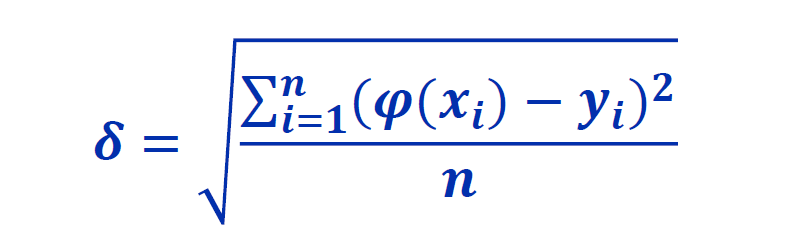 δ = √(∑ⁿᵢ₌₁(φ(xᵢ) − yᵢ)² / n)